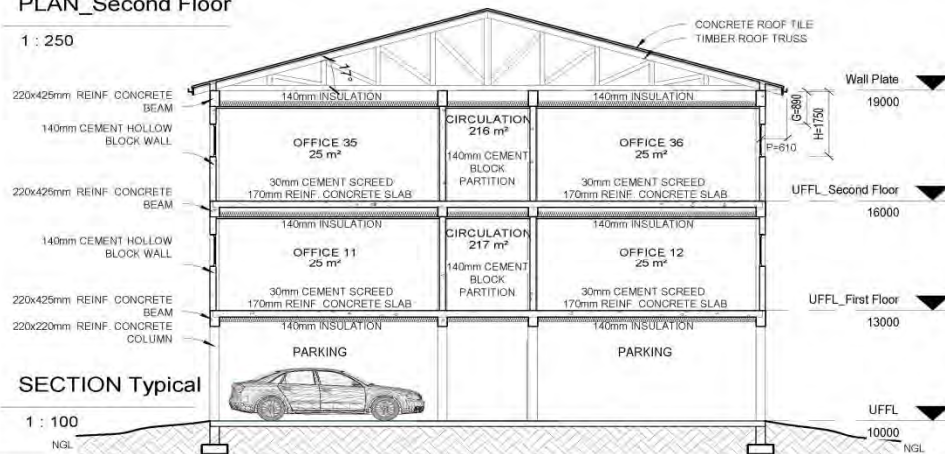 PLAN_Second Floor
1 : 250
CONCRETE ROOF TILE
TIMBER ROOF TRUSS
17°
Wall Plate
19000
G=890
H=1750
P=610
220x425mm REINF. CONCRETE
BEAM
140mm INSULATION
140mm INSULATION
140mm CEMENT HOLLOW
BLOCK WALL
OFFICE 35
25 m²
CIRCULATION
216 m²
140mm CEMENT
BLOCK
PARTITION
OFFICE 36
25 m²
30mm CEMENT SCREED
170mm REINF. CONCRETE SLAB
30mm CEMENT SCREED
170mm REINF. CONCRETE SLAB
220x425mm REINF. CONCRETE
BEAM
UFFL_Second Floor
16000
140mm INSULATION
140mm INSULATION
140mm CEMENT HOLLOW
BLOCK WALL
OFFICE 11
25 m²
CIRCULATION
217 m²
140mm CEMENT
BLOCK
PARTITION
OFFICE 12
25 m²
30mm CEMENT SCREED
170mm REINF. CONCRETE SLAB
30mm CEMENT SCREED
170mm REINF. CONCRETE SLAB
220x425mm REINF. CONCRETE
BEAM
UFFL_First Floor
13000
220x220mm REINF. CONCRETE
COLUMN
140mm INSULATION
140mm INSULATION
PARKING
PARKING
SECTION Typical
1 : 100
UFFL
10000
NGL
NGL